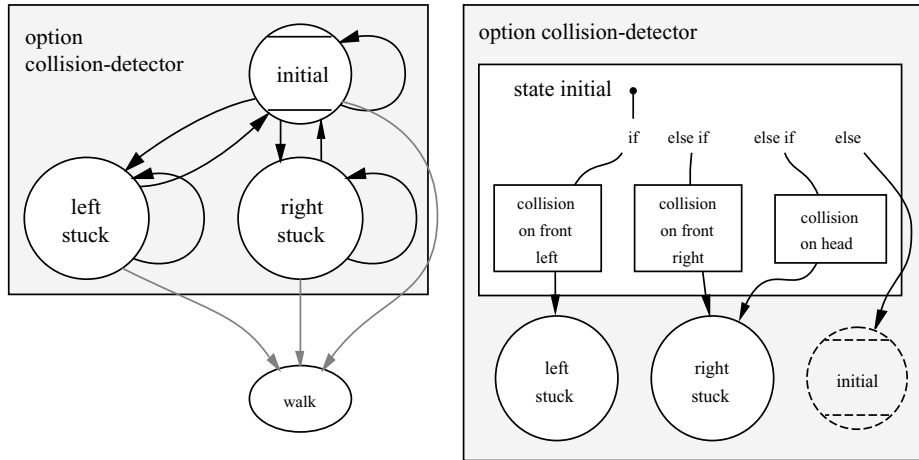 option
collision-detector
initial
left
stuck
right
stuck
walk
option collision-detector
state initial
if
else if
else if
else
collision
on front
left
collision
on front
right
collision
on head
left
stuck
right
stuck
initial